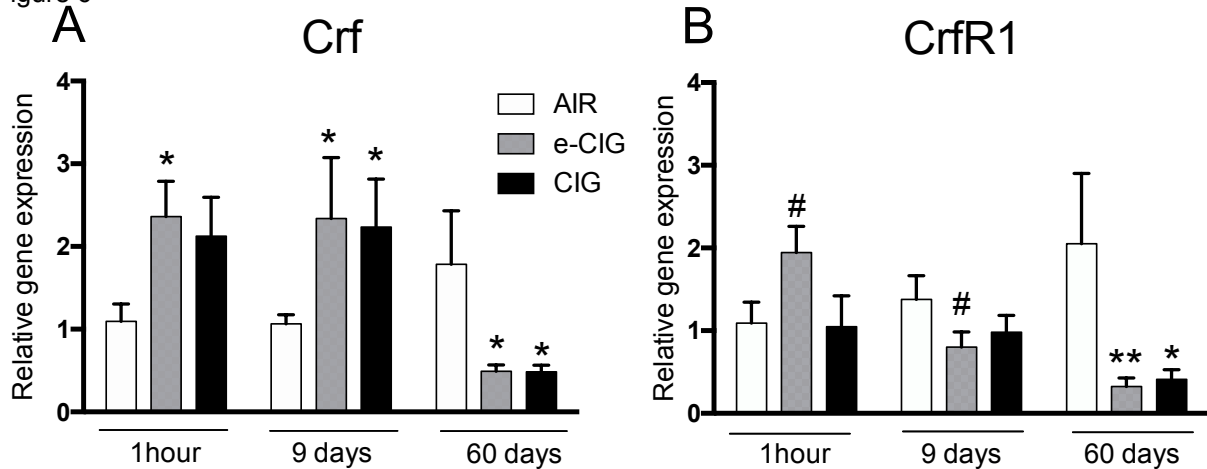 A
Crf
Relative gene expression
4
3
2
1
0
*
*
*
*
*
1hour
9 days
60 days
AIR
e-CIG
CIG
B
CrfR1
Relative gene expression
4
3
2
1
0
#
#
**
*
1hour
9 days
60 days